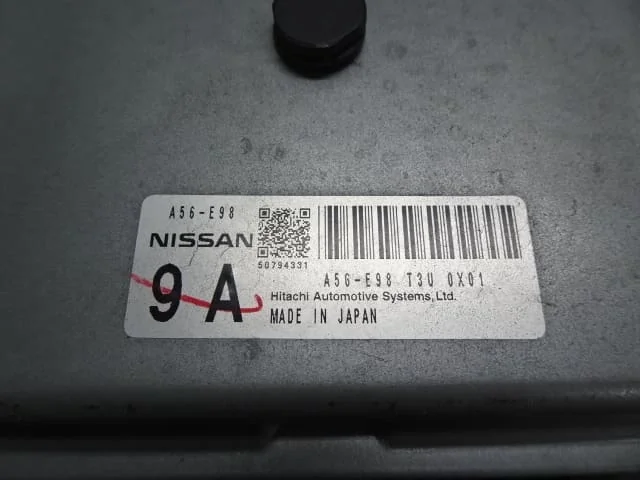 A56-E98
NISSAN
50794331
9 A
A56-E98 T3U 0X01
Hitachi Automotive Systems,Ltd.
MADE IN JAPAN